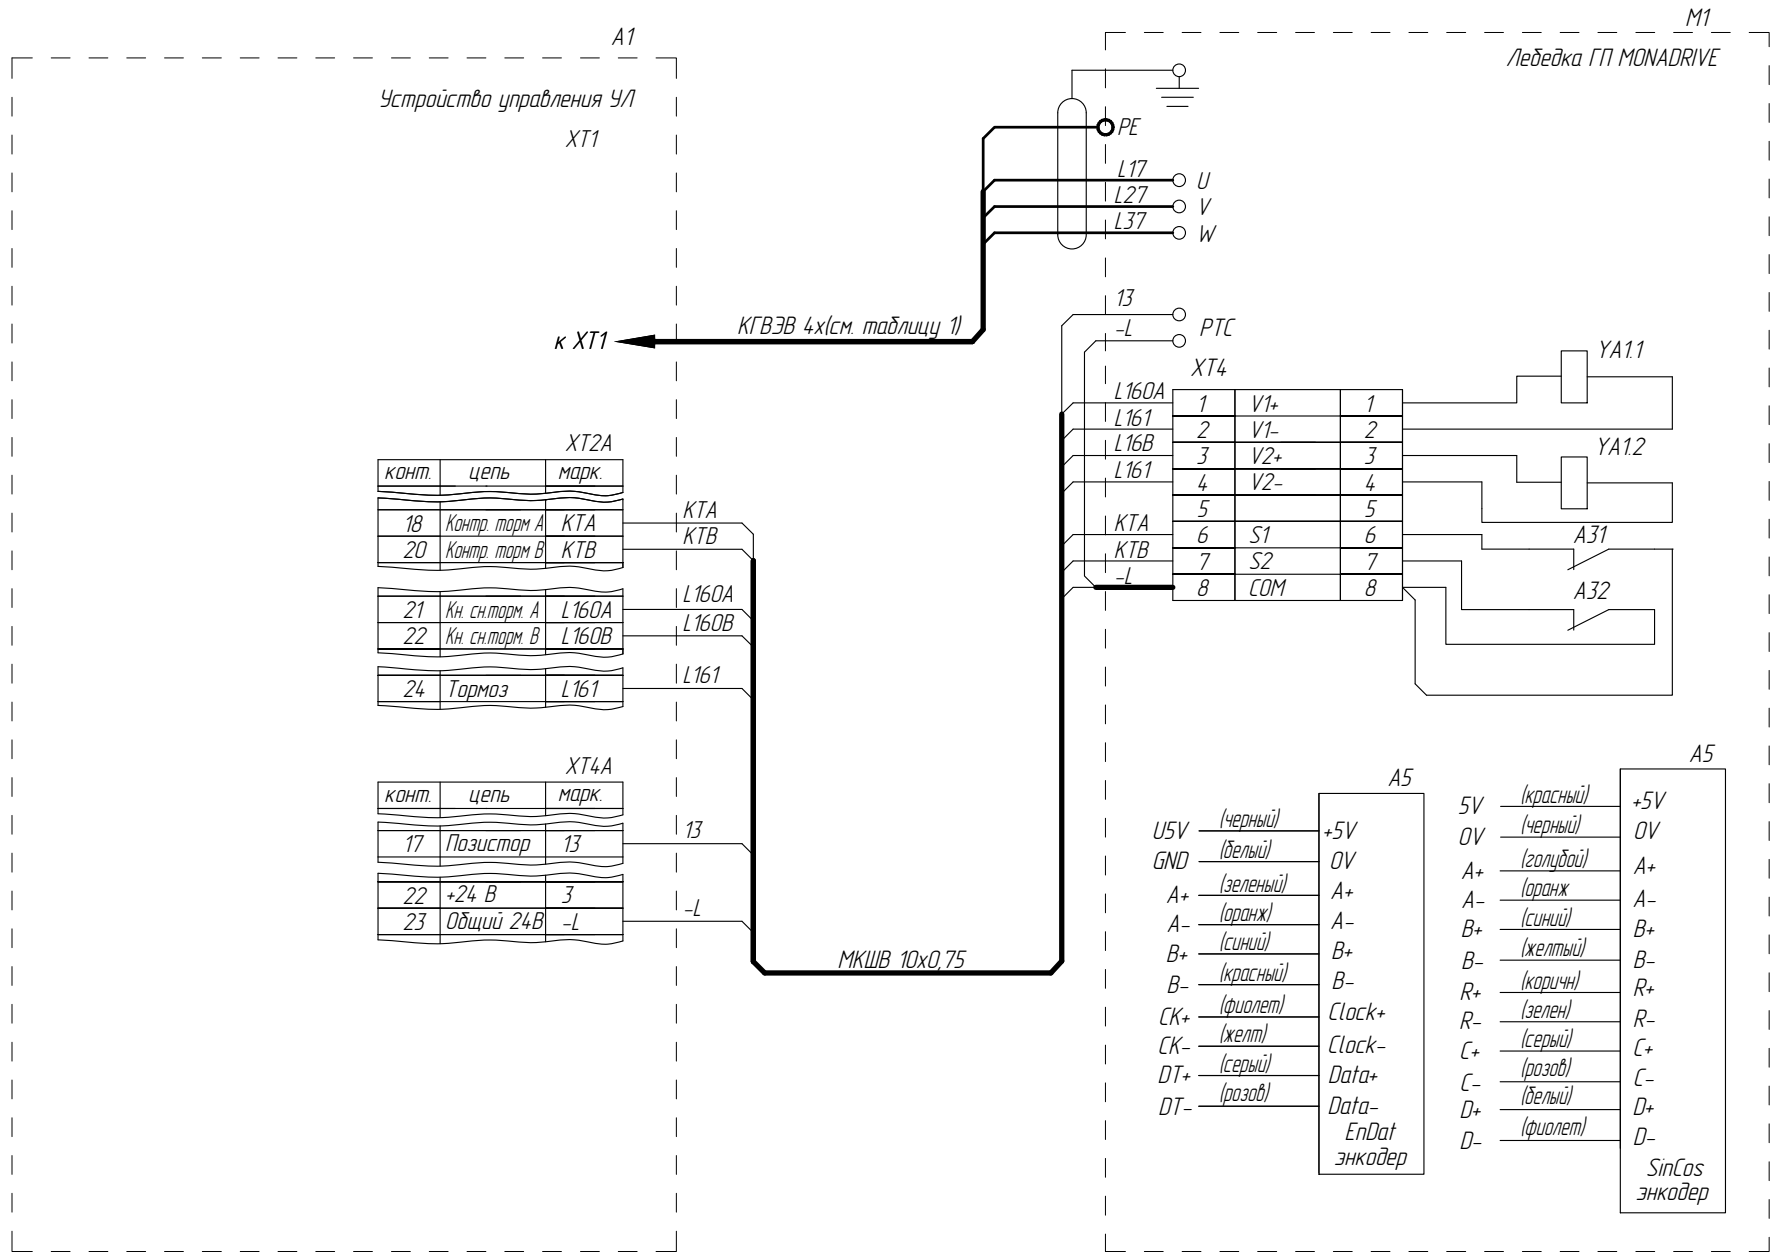 A1
M1
Устройство управления УЛ
Лебедка ГП MONADRIVE
XT1
PE
L17 U
L27 V
L37 W
КГВЭВ 4х(см. таблицу 1)
к XT1
13
-L
PTC
XT4
L160A 1 V1+ 1
L161 2 V1- 2
L16B 3 V2+ 3
L161 4 V2- 4
5 5
KTA 6 S1 6
KTB 7 S2 7
-L 8 COM 8
YA1.1
YA1.2
A31
A32
XT2A
конт. цепь марк.
18 Контр. торм A KTA KTA
20 Контр. торм B KTB KTB
21 Кн. сн.торм. A L160A L160A
22 Кн. сн.торм. B L160B L160B
24 Тормоз L161 L161
XT4A
конт. цепь марк.
17 Позистор 13 13
22 +24 В 3
23 Общий 24В -L -L
МКШВ 10х0,75
A5
U5V (черный) +5V
GND (белый) 0V
A+ (зеленый) A+
A- (оранж) A-
B+ (синий) B+
B- (красный) B-
CK+ (фиолет) Clock+
CK- (желт) Clock-
DT+ (серый) Data+
DT- (розов) Data-
EnDat
энкодер
A5
5V (красный) +5V
0V (черный) 0V
A+ (голубой) A+
A- (оранж A-
B+ (синий) B+
B- (желтый) B-
R+ (коричн) R+
R- (зелен) R-
C+ (серый) C+
C- (розов) C-
D+ (белый) D+
D- (фиолет) D-
SinCos
энкодер